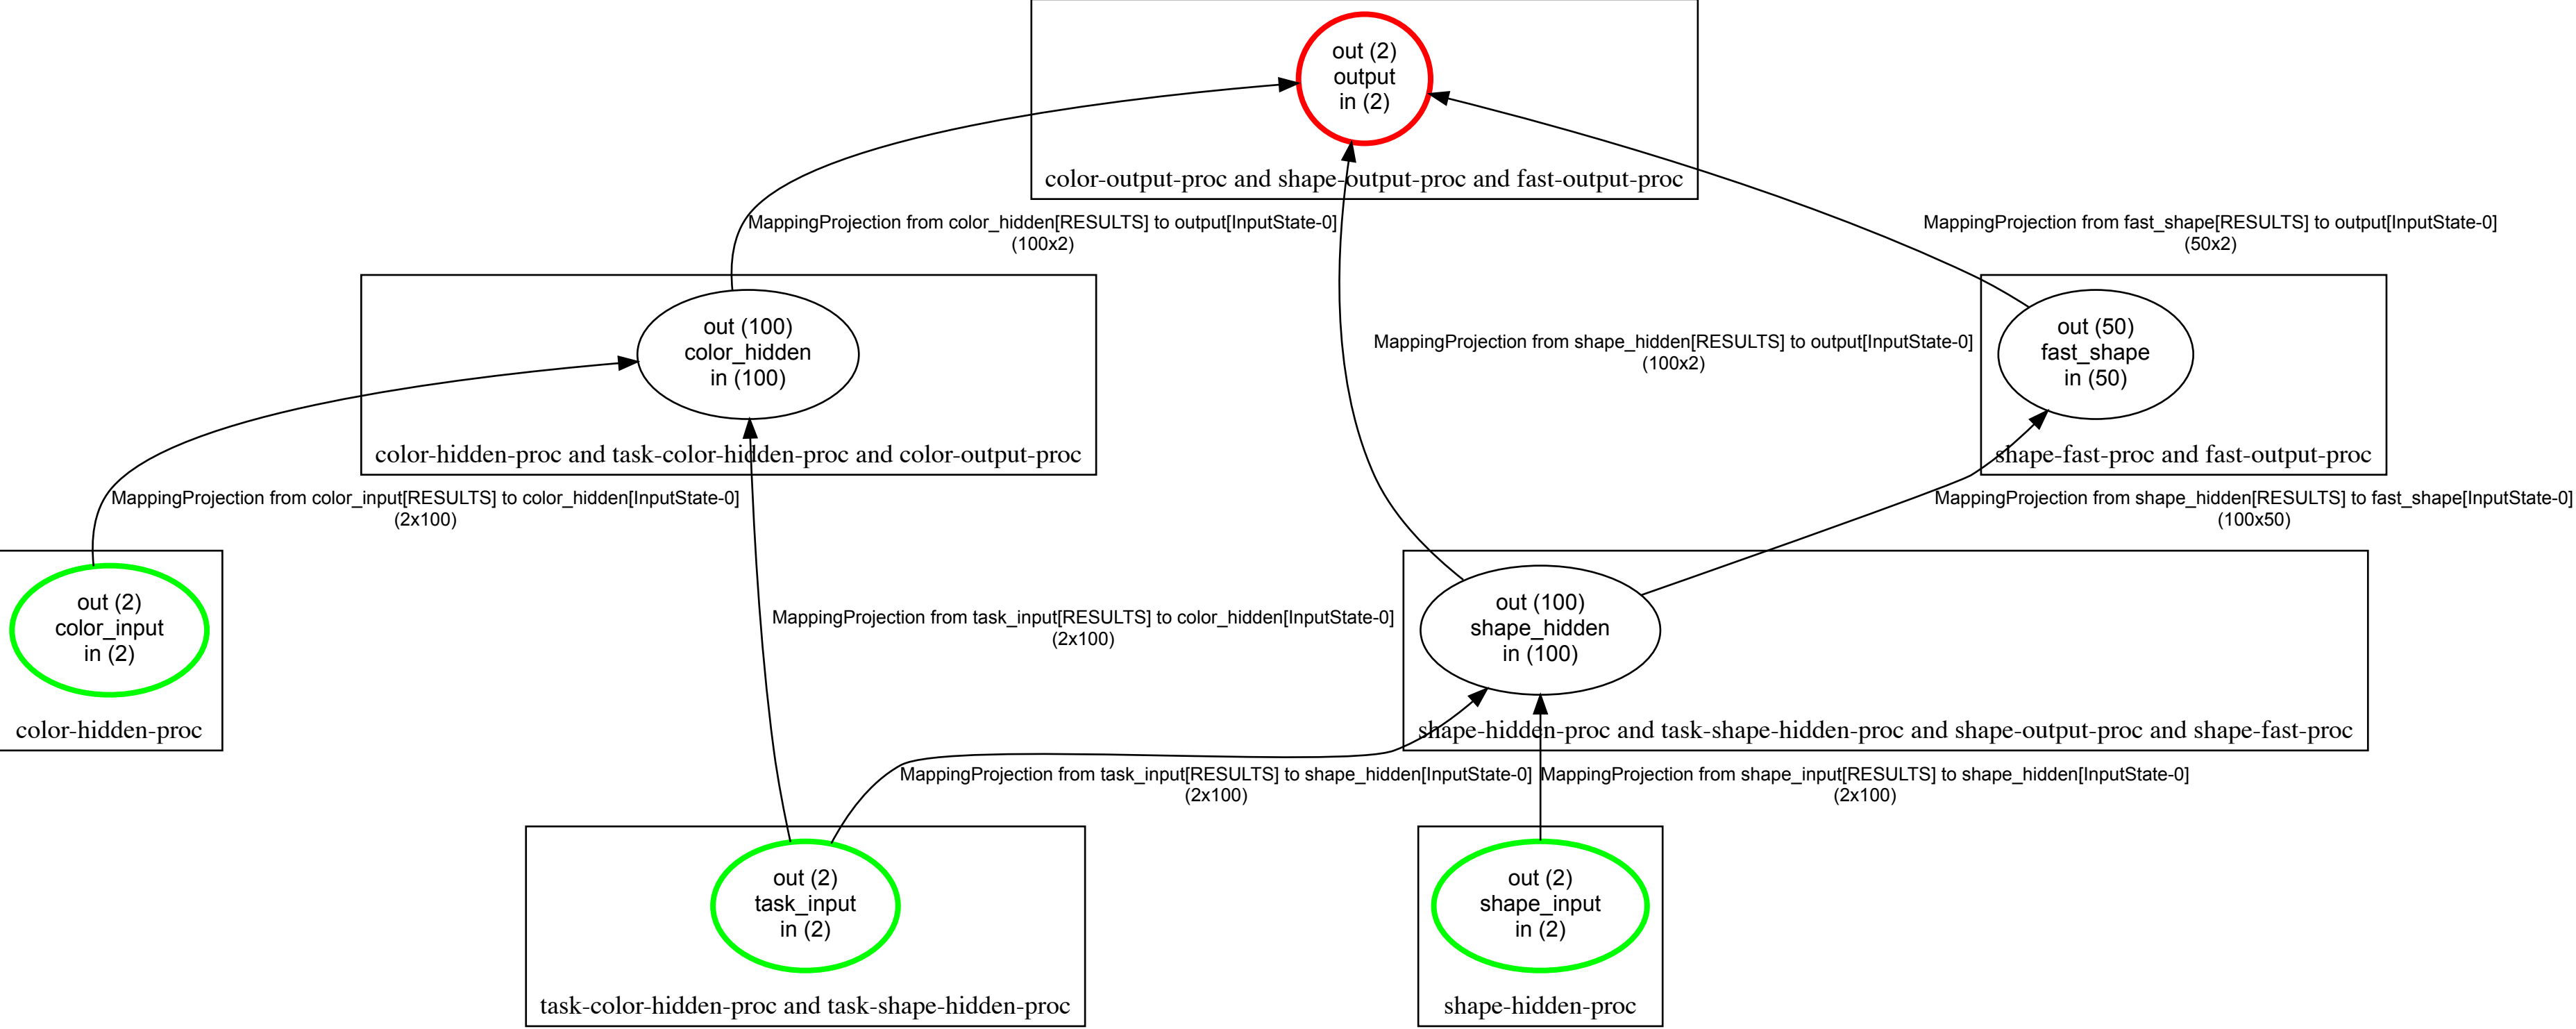 out (2)
output
in (2)
color-output-proc and shape-output-proc and fast-output-proc
MappingProjection from color_hidden[RESULTS] to output[InputState-0]
(100x2)
MappingProjection from fast_shape[RESULTS] to output[InputState-0]
(50x2)
out (100)
color_hidden
in (100)
color-hidden-proc and task-color-hidden-proc and color-output-proc
MappingProjection from shape_hidden[RESULTS] to output[InputState-0]
(100x2)
out (50)
fast_shape
in (50)
shape-fast-proc and fast-output-proc
MappingProjection from color_input[RESULTS] to color_hidden[InputState-0]
(2x100)
MappingProjection from shape_hidden[RESULTS] to fast_shape[InputState-0]
(100x50)
out (2)
color_input
in (2)
color-hidden-proc
MappingProjection from task_input[RESULTS] to color_hidden[InputState-0]
(2x100)
out (100)
shape_hidden
in (100)
shape-hidden-proc and task-shape-hidden-proc and shape-output-proc and shape-fast-proc
MappingProjection from task_input[RESULTS] to shape_hidden[InputState-0]
(2x100)
MappingProjection from shape_input[RESULTS] to shape_hidden[InputState-0]
(2x100)
out (2)
task_input
in (2)
task-color-hidden-proc and task-shape-hidden-proc
out (2)
shape_input
in (2)
shape-hidden-proc